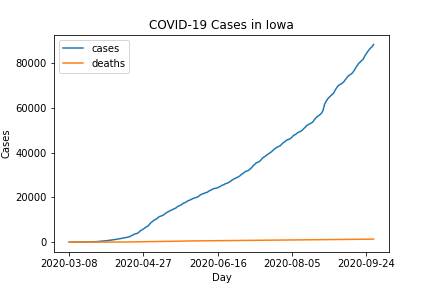 COVID-19 Cases in Iowa
cases
deaths
80000
60000
40000
20000
0
Cases
2020-03-08 2020-04-27 2020-06-16 2020-08-05 2020-09-24
Day